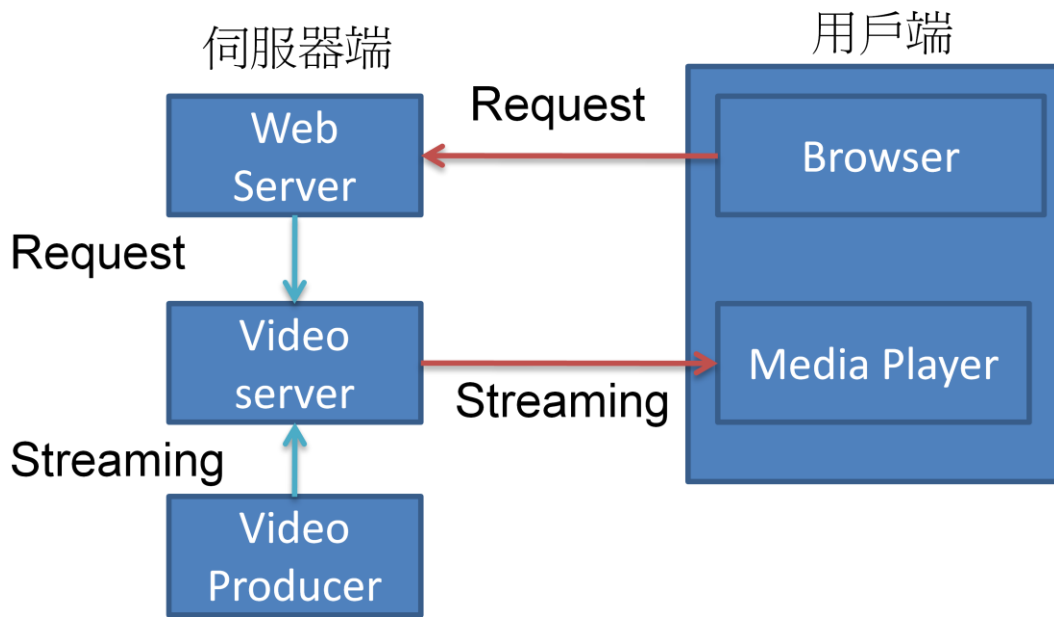 伺服器端
用戶端
Web
Server
Request
Browser
Request
Video
server
Streaming
Media Player
Streaming
Video
Producer